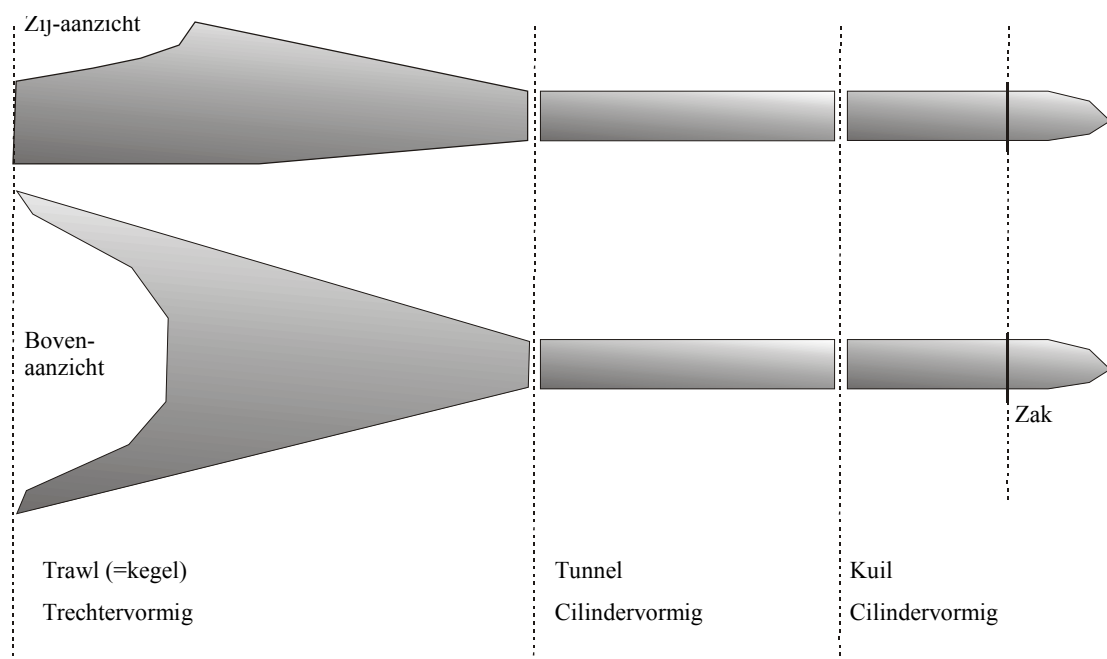 Zij-aanzicht
Boven-
aanzicht
Zak
Trawl (=kegel)
Trechtervormig
Tunnel
Cilindervormig
Kuil
Cilindervormig